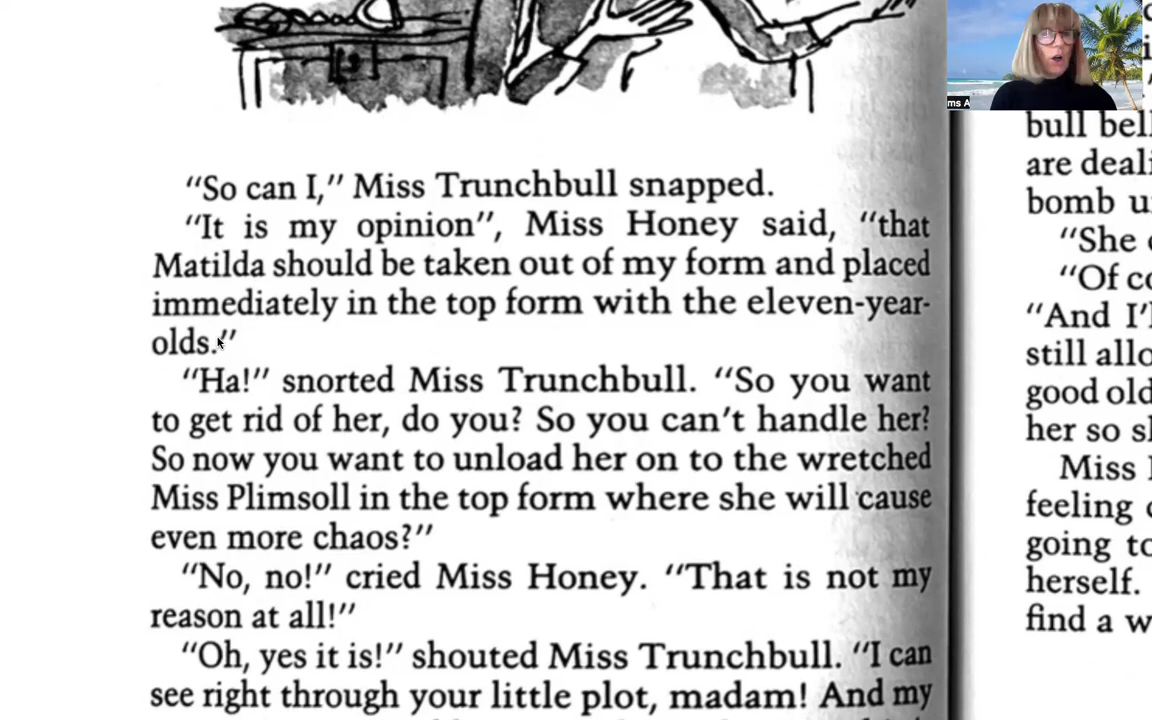 “So can I,” Miss Trunchbull snapped.
“It is my opinion”, Miss Honey said, “that
Matilda should be taken out of my form and placed
immediately in the top form with the eleven-year-
olds.”
“Ha!” snorted Miss Trunchbull. “So you want
to get rid of her, do you? So you can’t handle her?
So now you want to unload her on to the wretched
Miss Plimsoll in the top form where she will cause
even more chaos?”
“No, no!” cried Miss Honey. “That is not my
reason at all!”
“Oh, yes it is!” shouted Miss Trunchbull. “I can
see right through your little plot, madam! And my
ms A
bull bel
are deali
bomb u
“She
“Of co
“And I’l
still allo
good old
her so sl
Miss
feeling
going to
herself.
find a w